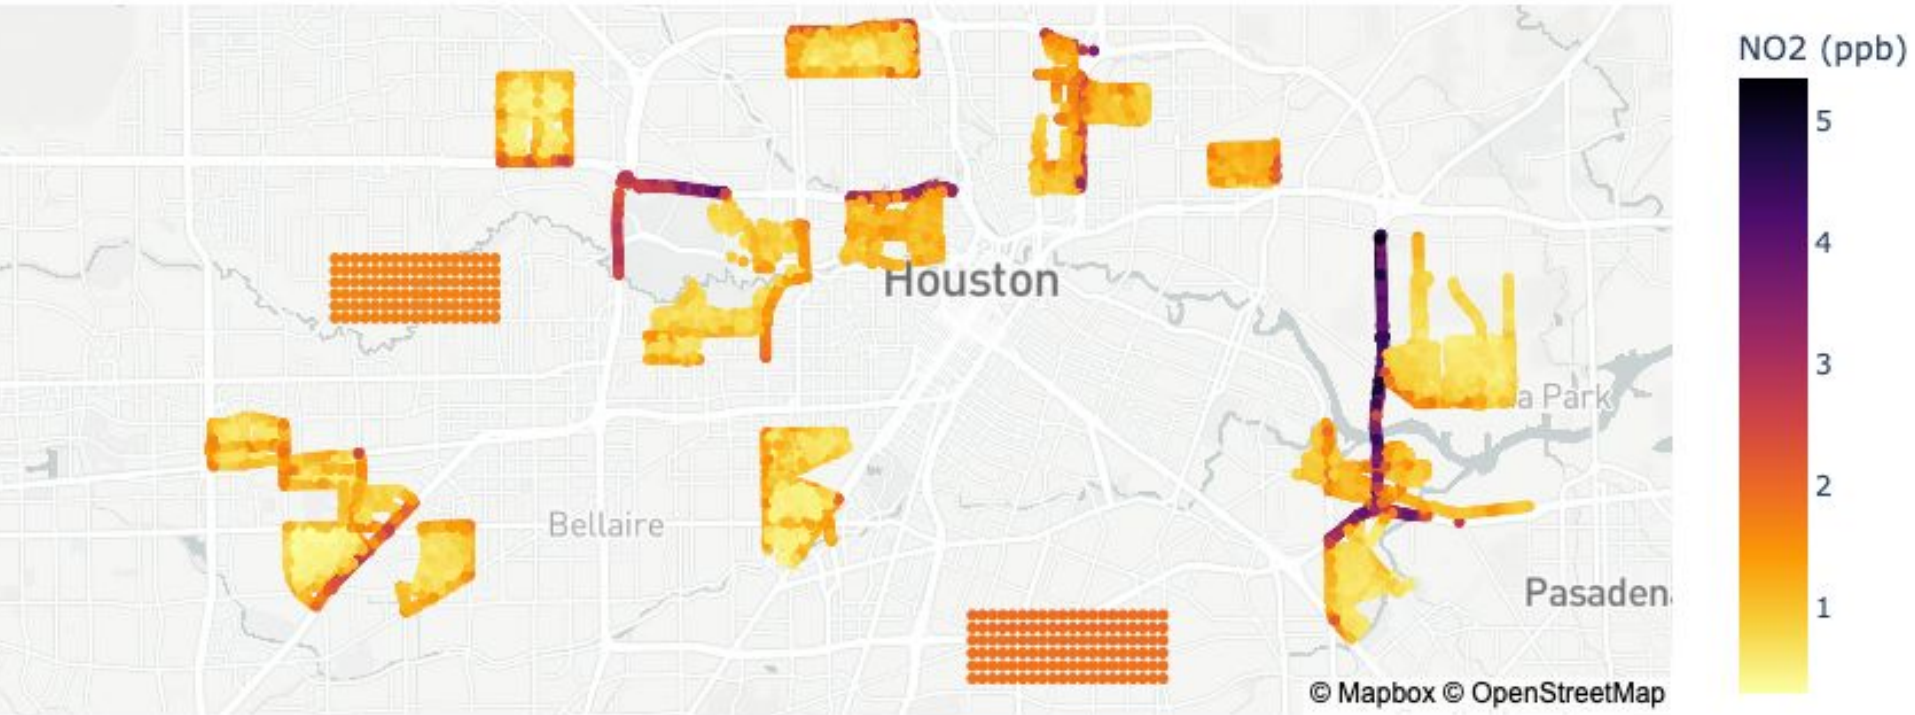 NO2 (ppb)
5
4
3
2
1
Houston
a Park
Bellaire
Pasaden
© Mapbox © OpenStreetMap